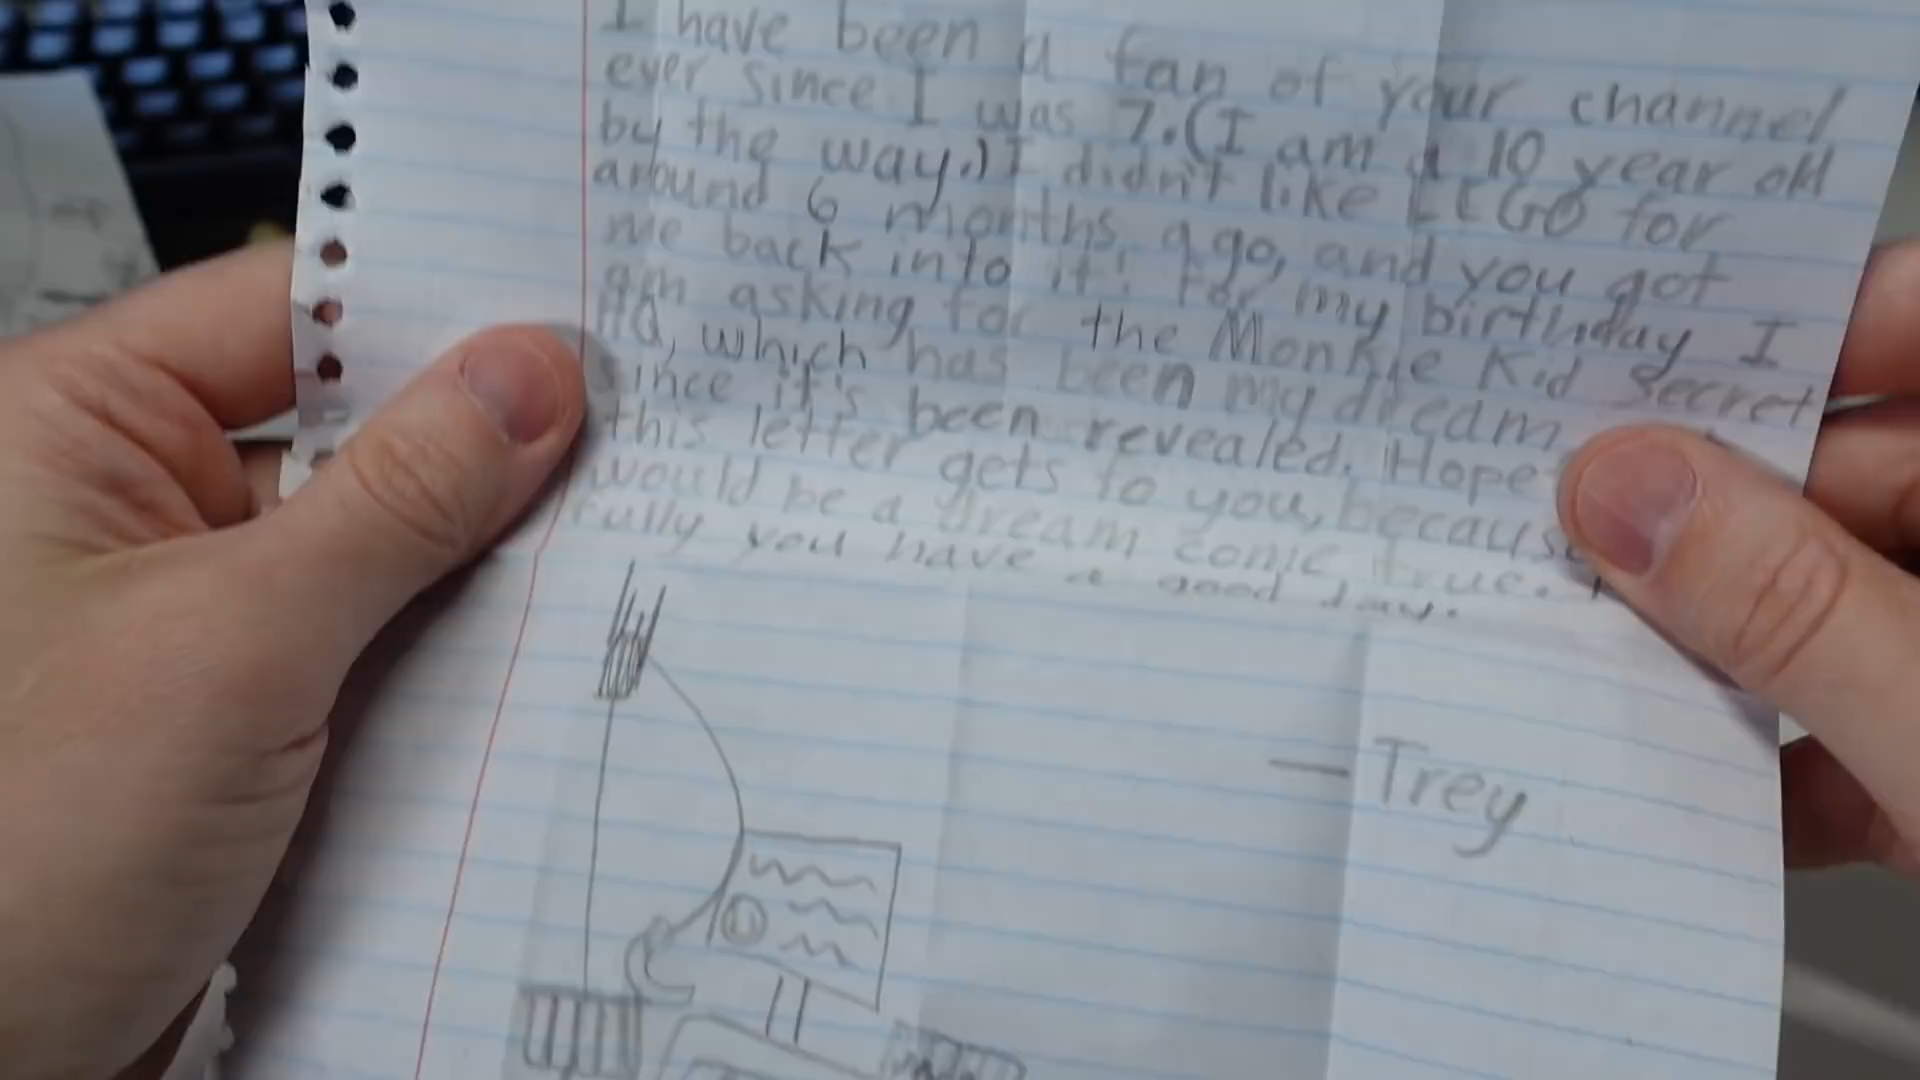 I have been a fan of your channel
ever since I was 7. (I am a 10 year old
by the way.) I didn't like LEGO for
around 6 months ago, and you got
me back into it! For my birthday I
am asking for the Monkie Kid Secret
HQ, which has been my dream
since it's been revealed. Hope
this letter gets to you, because
would be a dream come true.
fully you have a good day.
— Trey